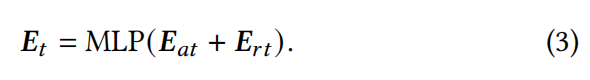 E_t = MLP(E_at + E_rt). (3)